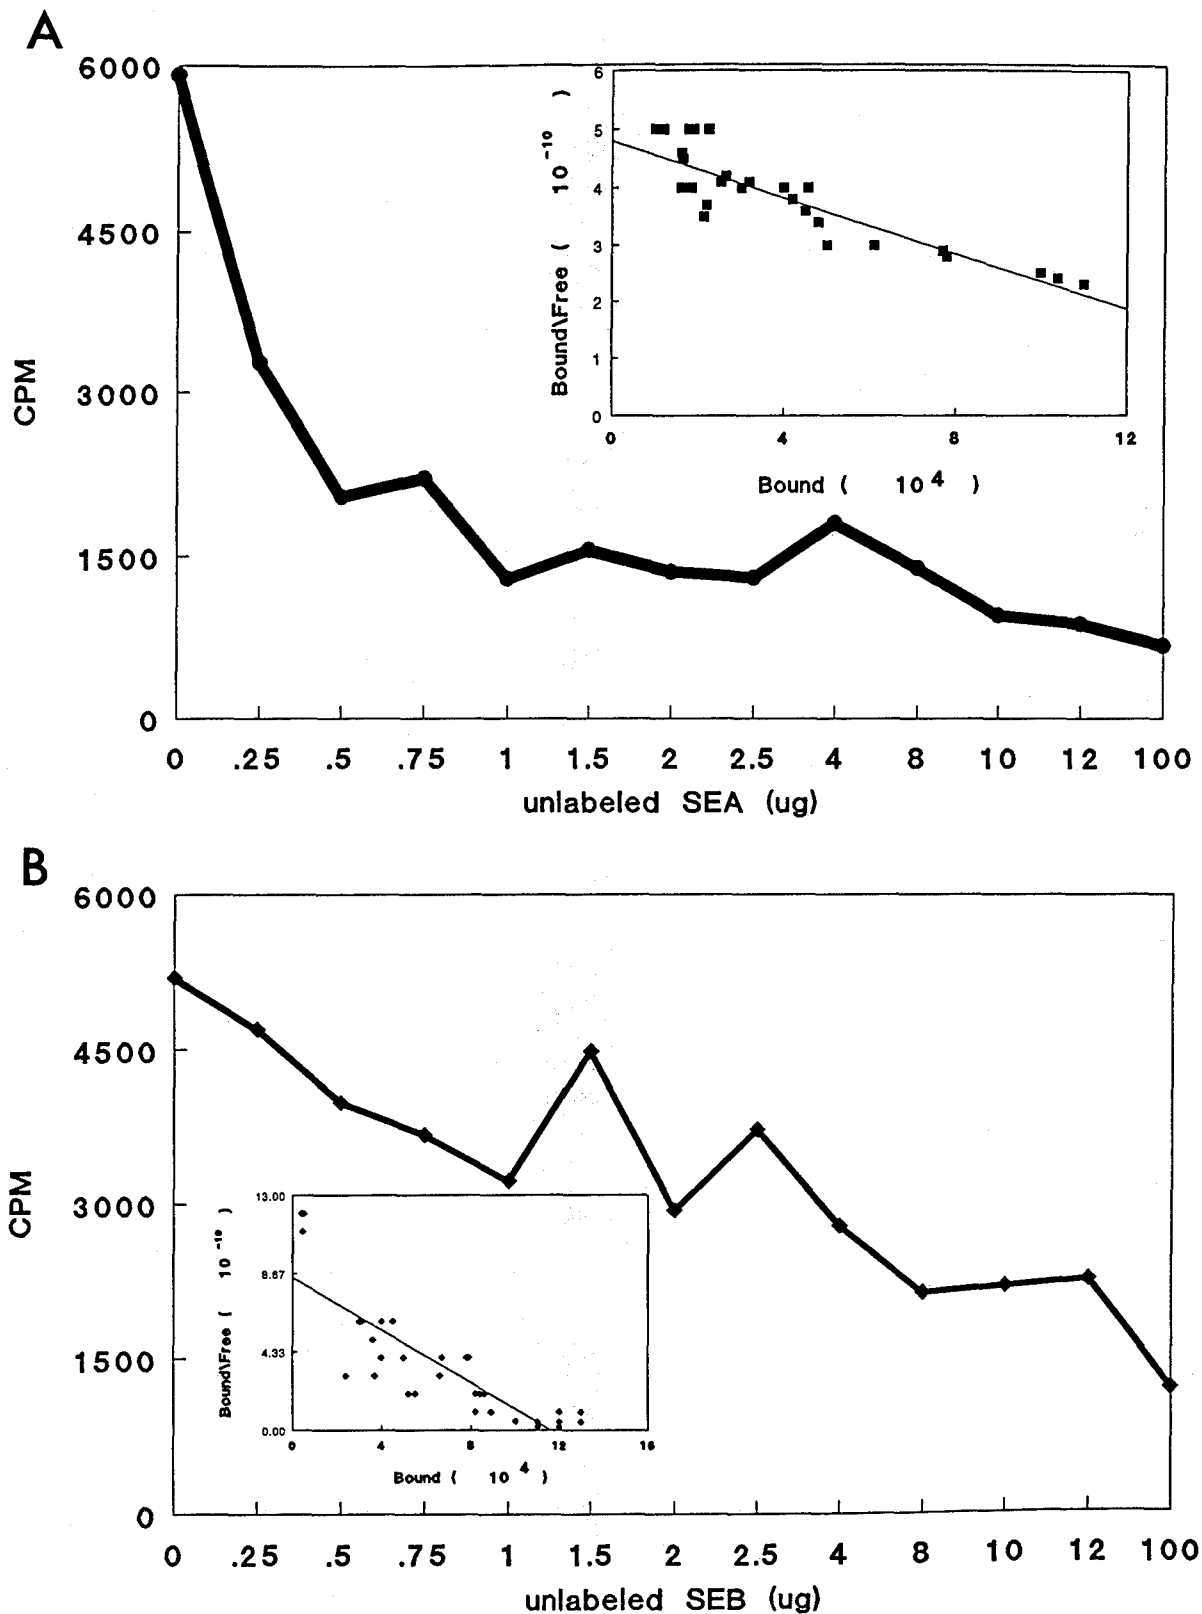 A
6000
4500
3000
1500
0
CPM
0 .25 .5 .75 1 1.5 2 2.5 4 8 10 12 100
unlabeled SEA (ug)
6
5
4
3
2
1
0
Bound\Free ( 10-10 )
0 4 8 12
Bound ( 10 4 )
B
6000
4500
3000
1500
0
CPM
0 .25 .5 .75 1 1.5 2 2.5 4 8 10 12 100
unlabeled SEB (ug)
13.00
8.67
4.33
0.00
Bound\Free ( 10-10 )
0 4 8 12 16
Bound ( 10 4 )